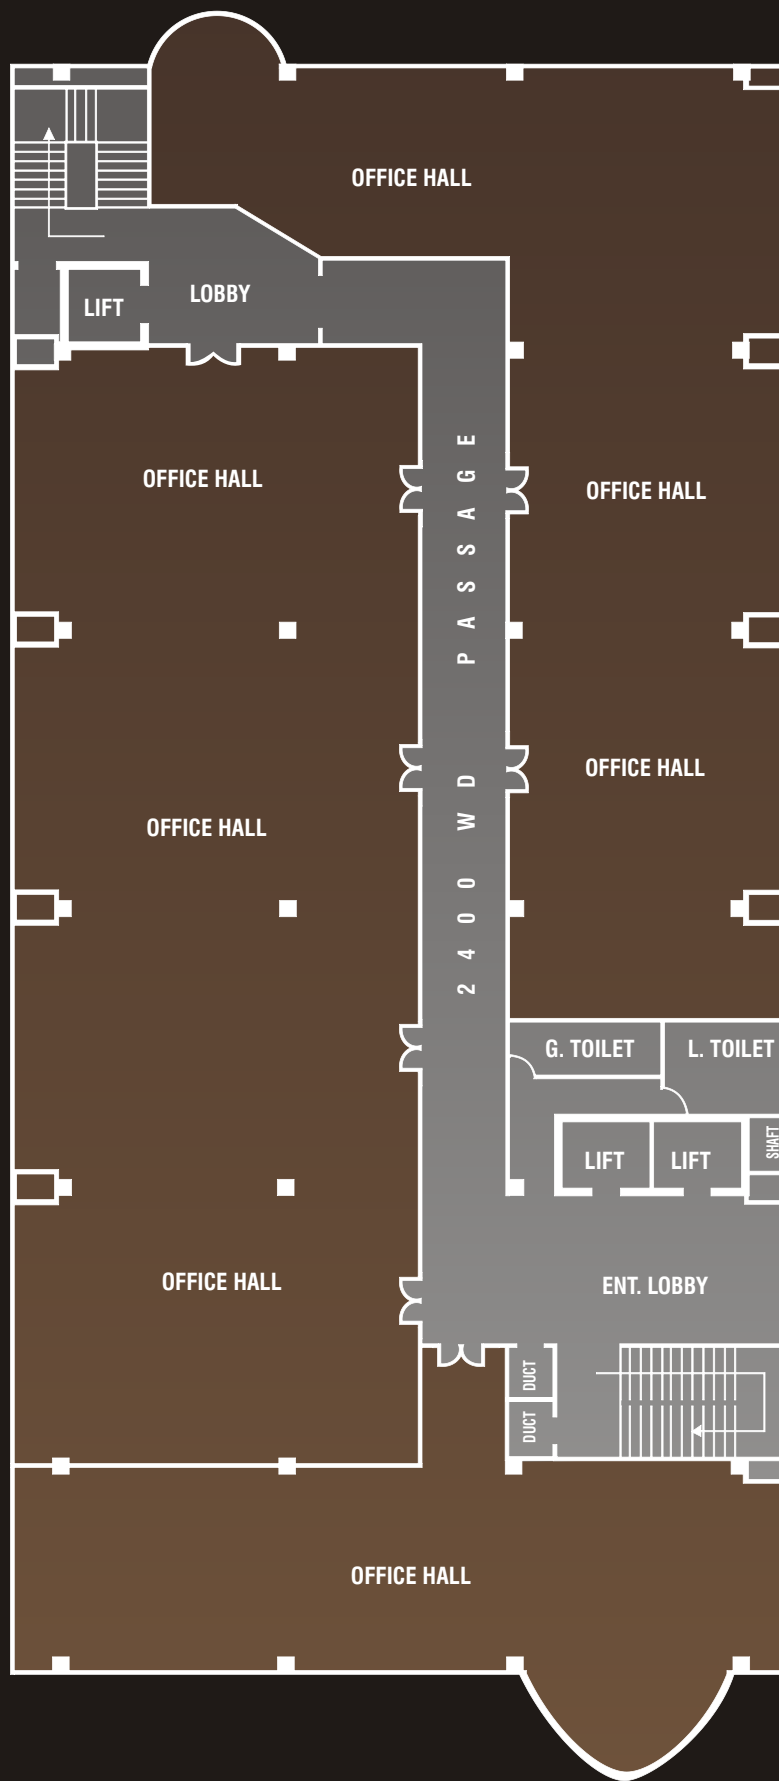 OFFICE HALL
LIFT
LOBBY
OFFICE HALL
OFFICE HALL
2400 WD PASSSAGE
OFFICE HALL
OFFICE HALL
G. TOILET
L. TOILET
SHAFT
LIFT
LIFT
OFFICE HALL
ENT. LOBBY
DUCT
DUCT
OFFICE HALL